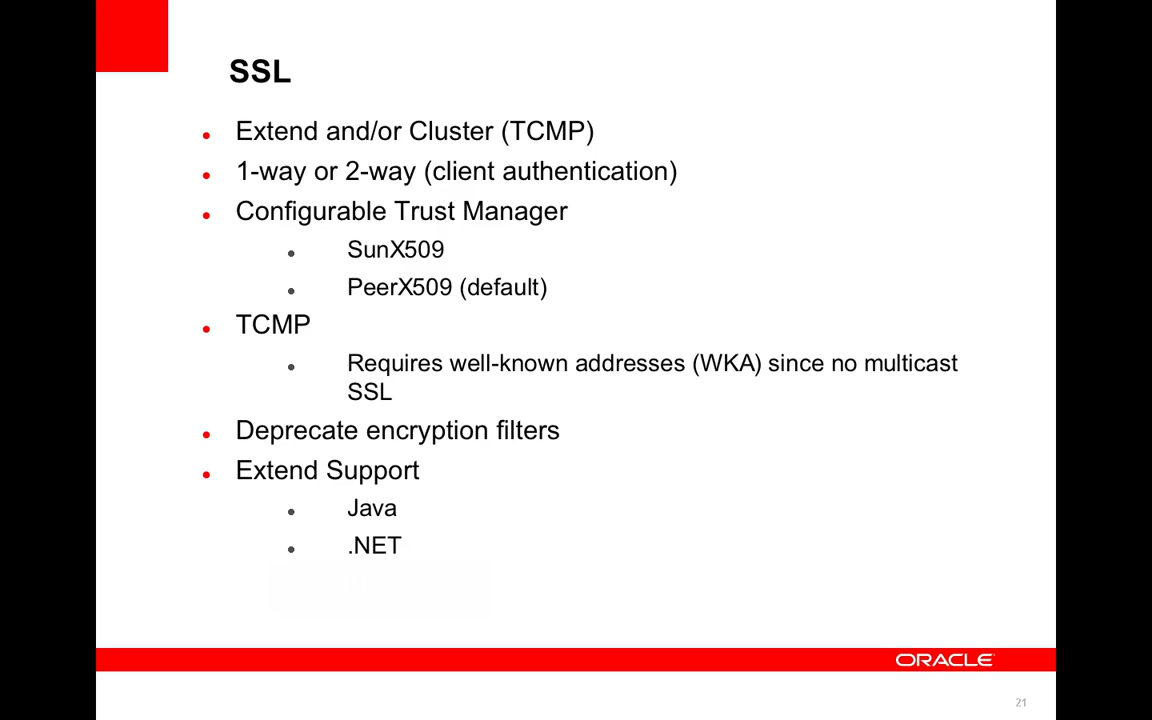 SSL
Extend and/or Cluster (TCMP)
1-way or 2-way (client authentication)
Configurable Trust Manager
SunX509
PeerX509 (default)
TCMP
Requires well-known addresses (WKA) since no multicast
SSL
Deprecate encryption filters
Extend Support
Java
.NET
ORACLE
21